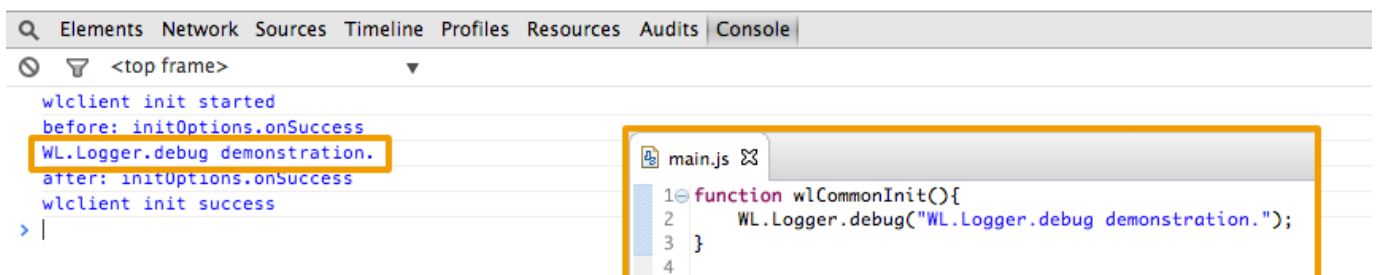 Elements Network Sources Timeline Profiles Resources Audits Console
<top frame>
wlclient init started
before: initOptions.onSuccess
WL.Logger.debug demonstration.
after: initOptions.onSuccess
wlclient init success
>
main.js
1 function wlCommonInit(){
2 WL.Logger.debug("WL.Logger.debug demonstration.");
3 }
4